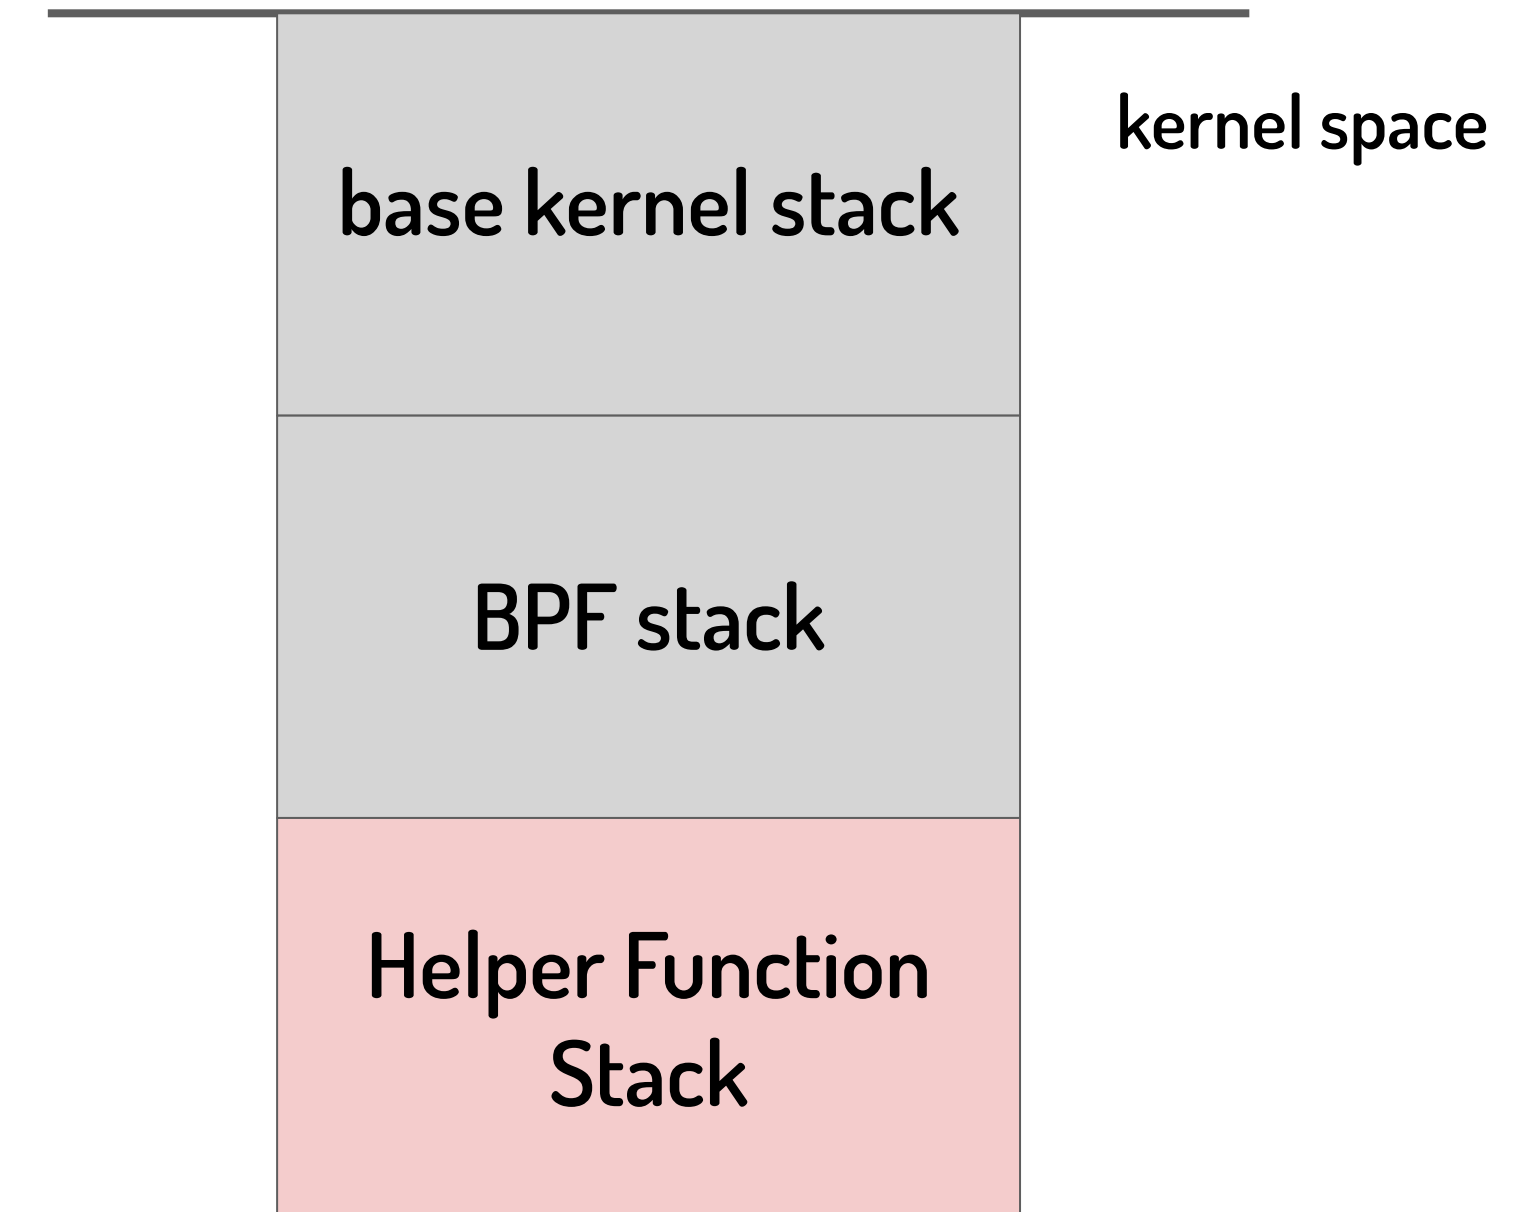 kernel space
base kernel stack
BPF stack
Helper Function
Stack